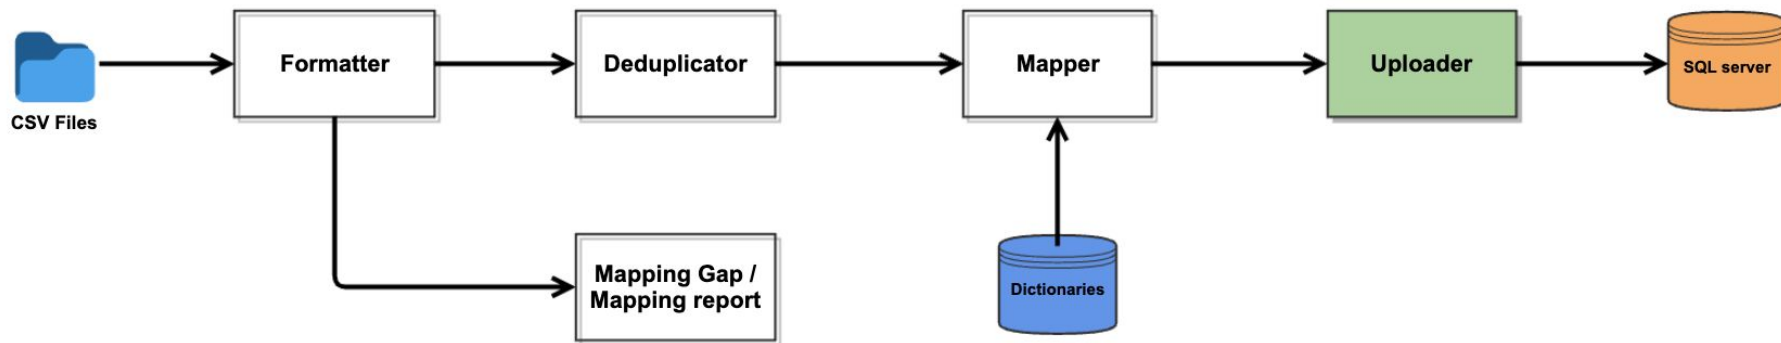 Formatter
Deduplicator
Mapper
Uploader
SQL server
CSV Files
Mapping Gap /
Mapping report
Dictionaries